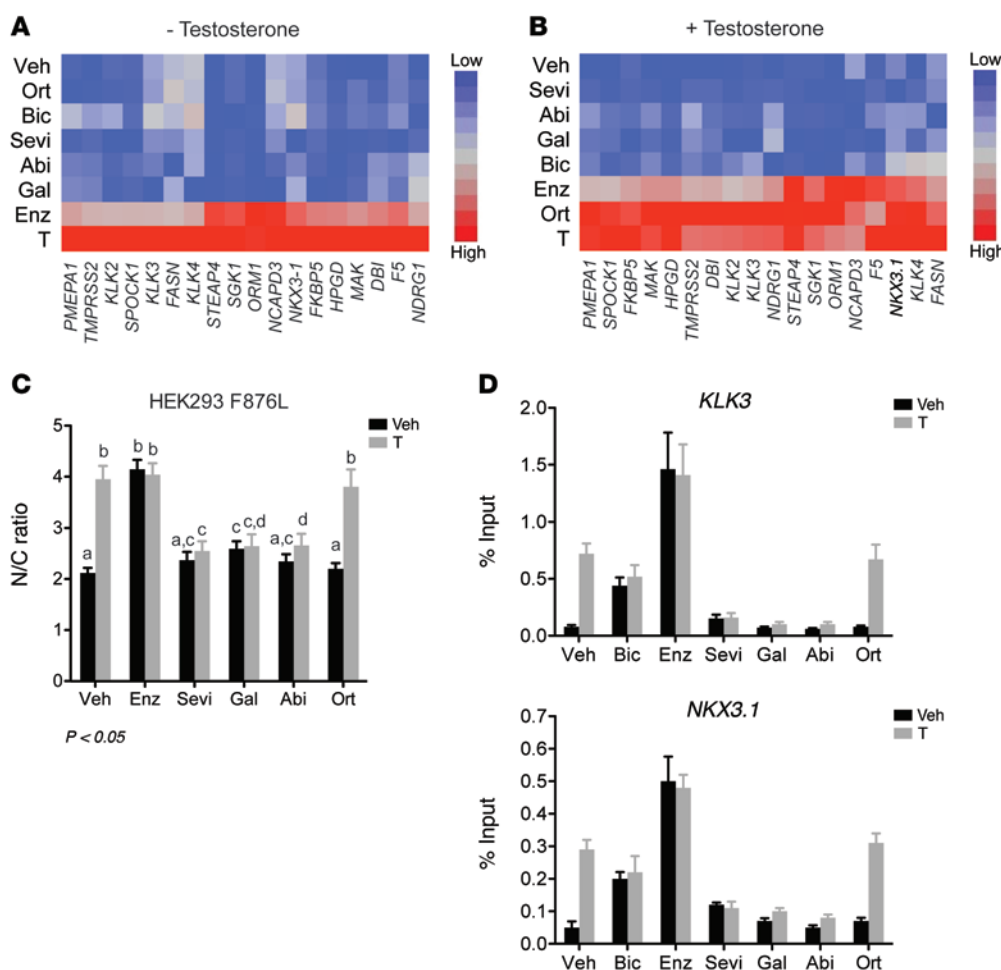 A
- Testosterone
Veh
Ort
Bic
Sevi
Abi
Gal
Enz
T
PMEPA1
TMPRSS2
KLK2
SPOCK1
KLK3
FASN
KLK4
STEAP4
SGK1
ORM1
NCAPD3
NKX3-1
FKBP5
HPGD
MAK
DBI
F5
NDRG1
Low
High
B
+ Testosterone
Veh
Sevi
Abi
Gal
Bic
Enz
Ort
T
PMEPA1
SPOCK1
FKBP5
MAK
HPGD
TMPRSS2
DBI
KLK2
KLK3
NDRG1
STEAP4
SGK1
ORM1
NCAPD3
F5
NKX3.1
KLK4
FASN
Low
High
C
HEK293 F876L
Veh
T
N/C ratio
5
4
3
2
1
0
a
b
b
b
a,c
c
c
c,d
a,c
d
a
b
Veh Enz Sevi Gal Abi Ort
P < 0.05
D
KLK3
Veh
T
% Input
2.0
1.5
1.0
0.5
0.0
Veh Bic Enz Sevi Gal Abi Ort
NKX3.1
Veh
T
% Input
0.7
0.6
0.5
0.4
0.3
0.2
0.1
0.0
Veh Bic Enz Sevi Gal Abi Ort